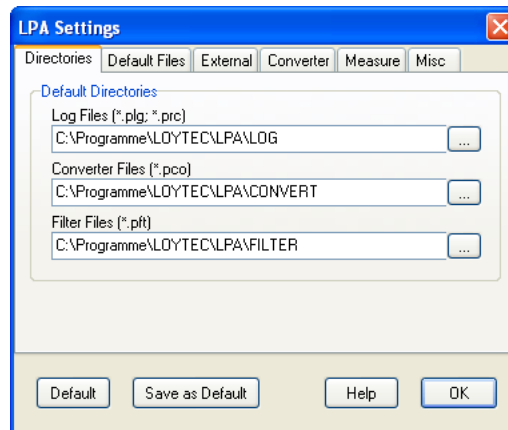 LPA Settings
Directories Default Files External Converter Measure Misc
Default Directories
Log Files (*.plg; *.prc)
C:\Programme\LOYTEC\LPA\LOG
...
Converter Files (*.pco)
C:\Programme\LOYTEC\LPA\CONVERT
...
Filter Files (*.pft)
C:\Programme\LOYTEC\LPA\FILTER
...
Default Save as Default Help OK